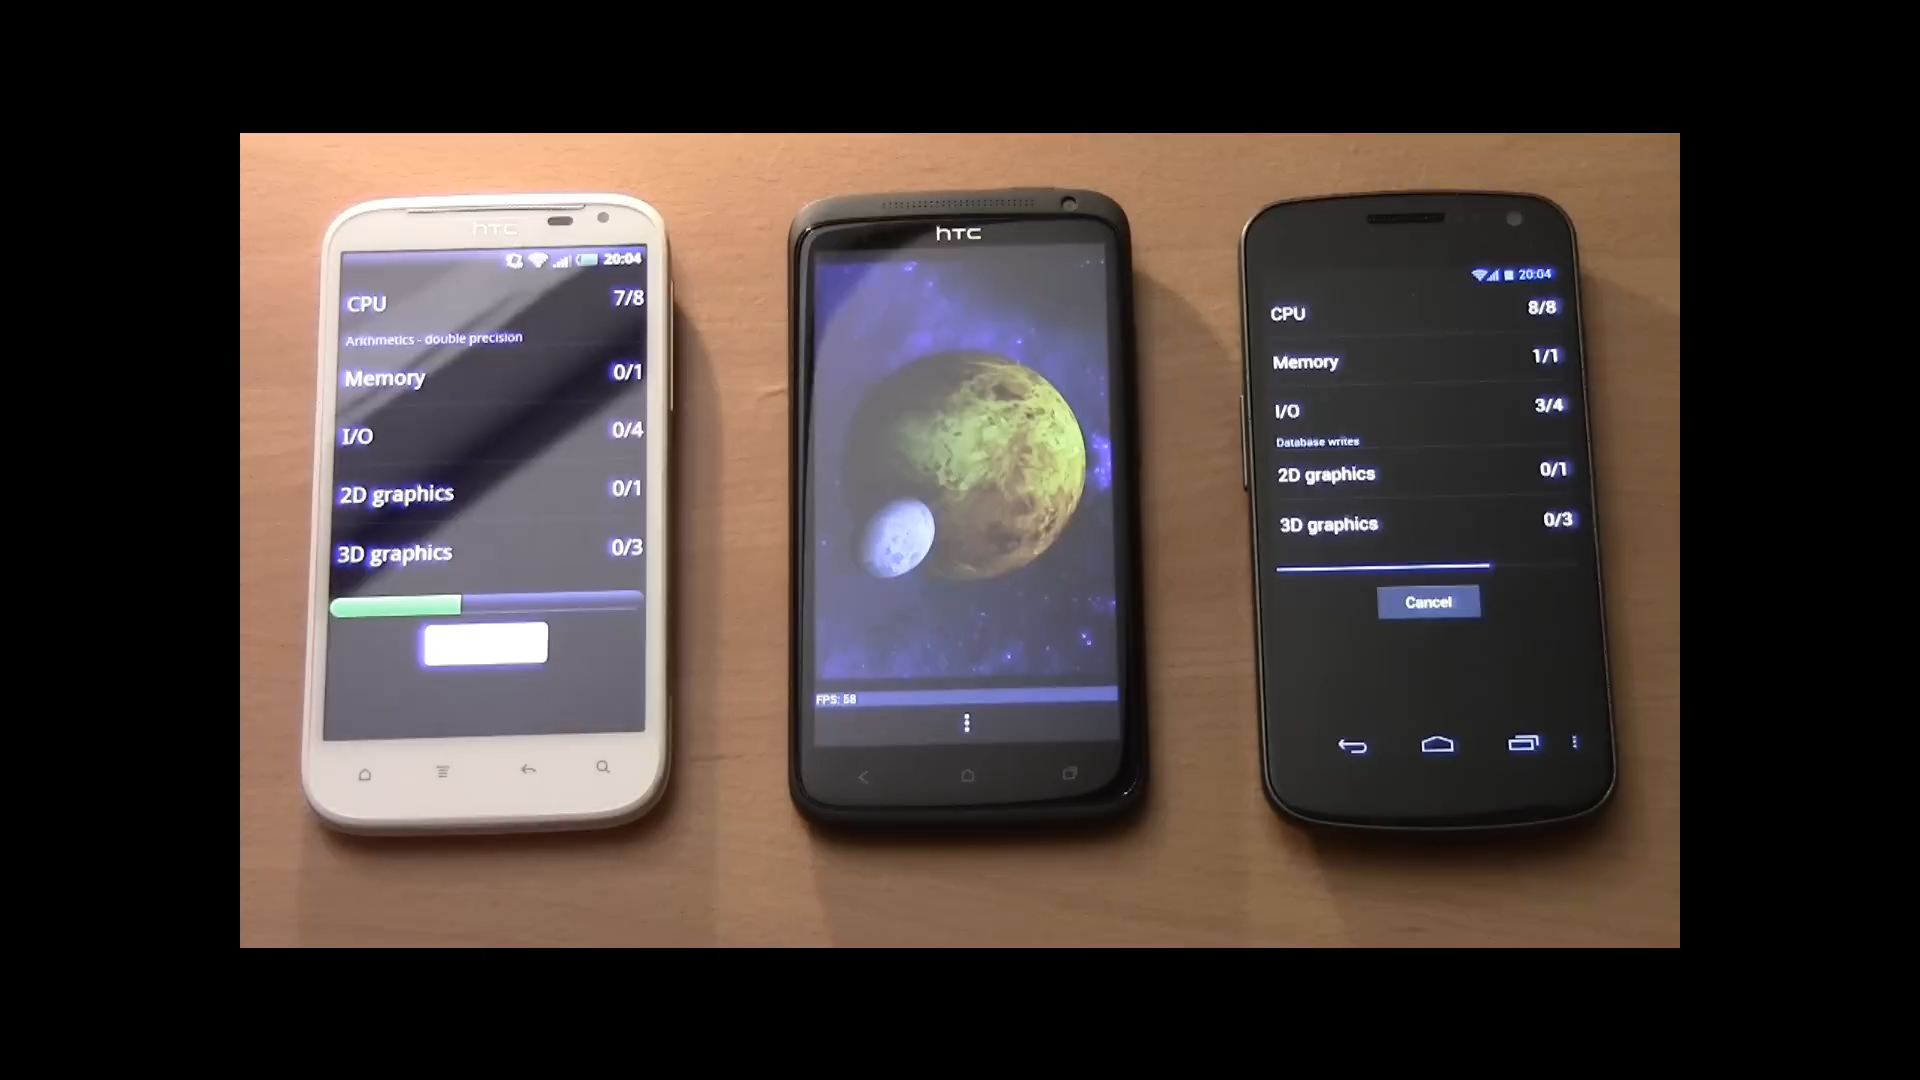 hTC
20:04
CPU 7/8
Arithmetics - double precision
Memory 0/1
I/O 0/4
2D graphics 0/1
3D graphics 0/3
hTC
FPS: 58
20:04
CPU 8/8
Memory 1/1
I/O 3/4
Database writes
2D graphics 0/1
3D graphics 0/3
Cancel